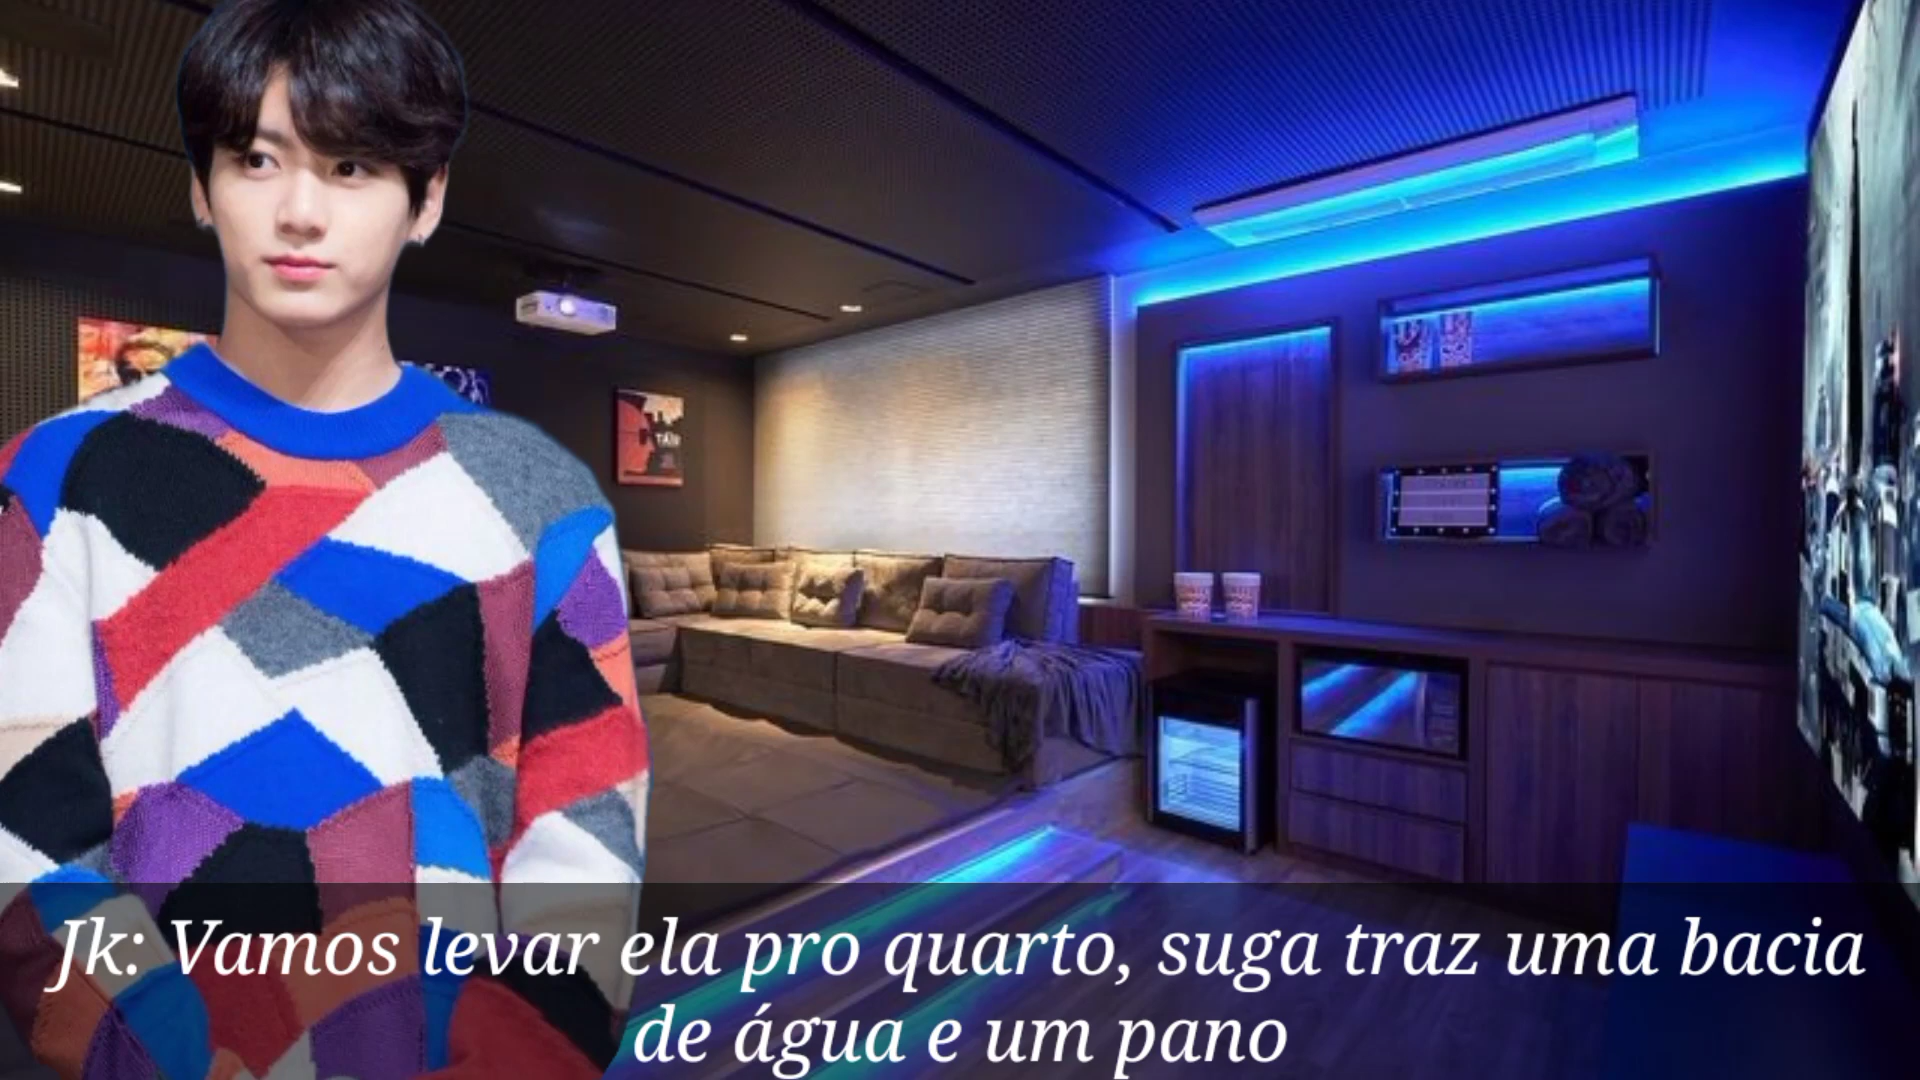 Jk: Vamos levar ela pro quarto, suga traz uma bacia
de água e um pano